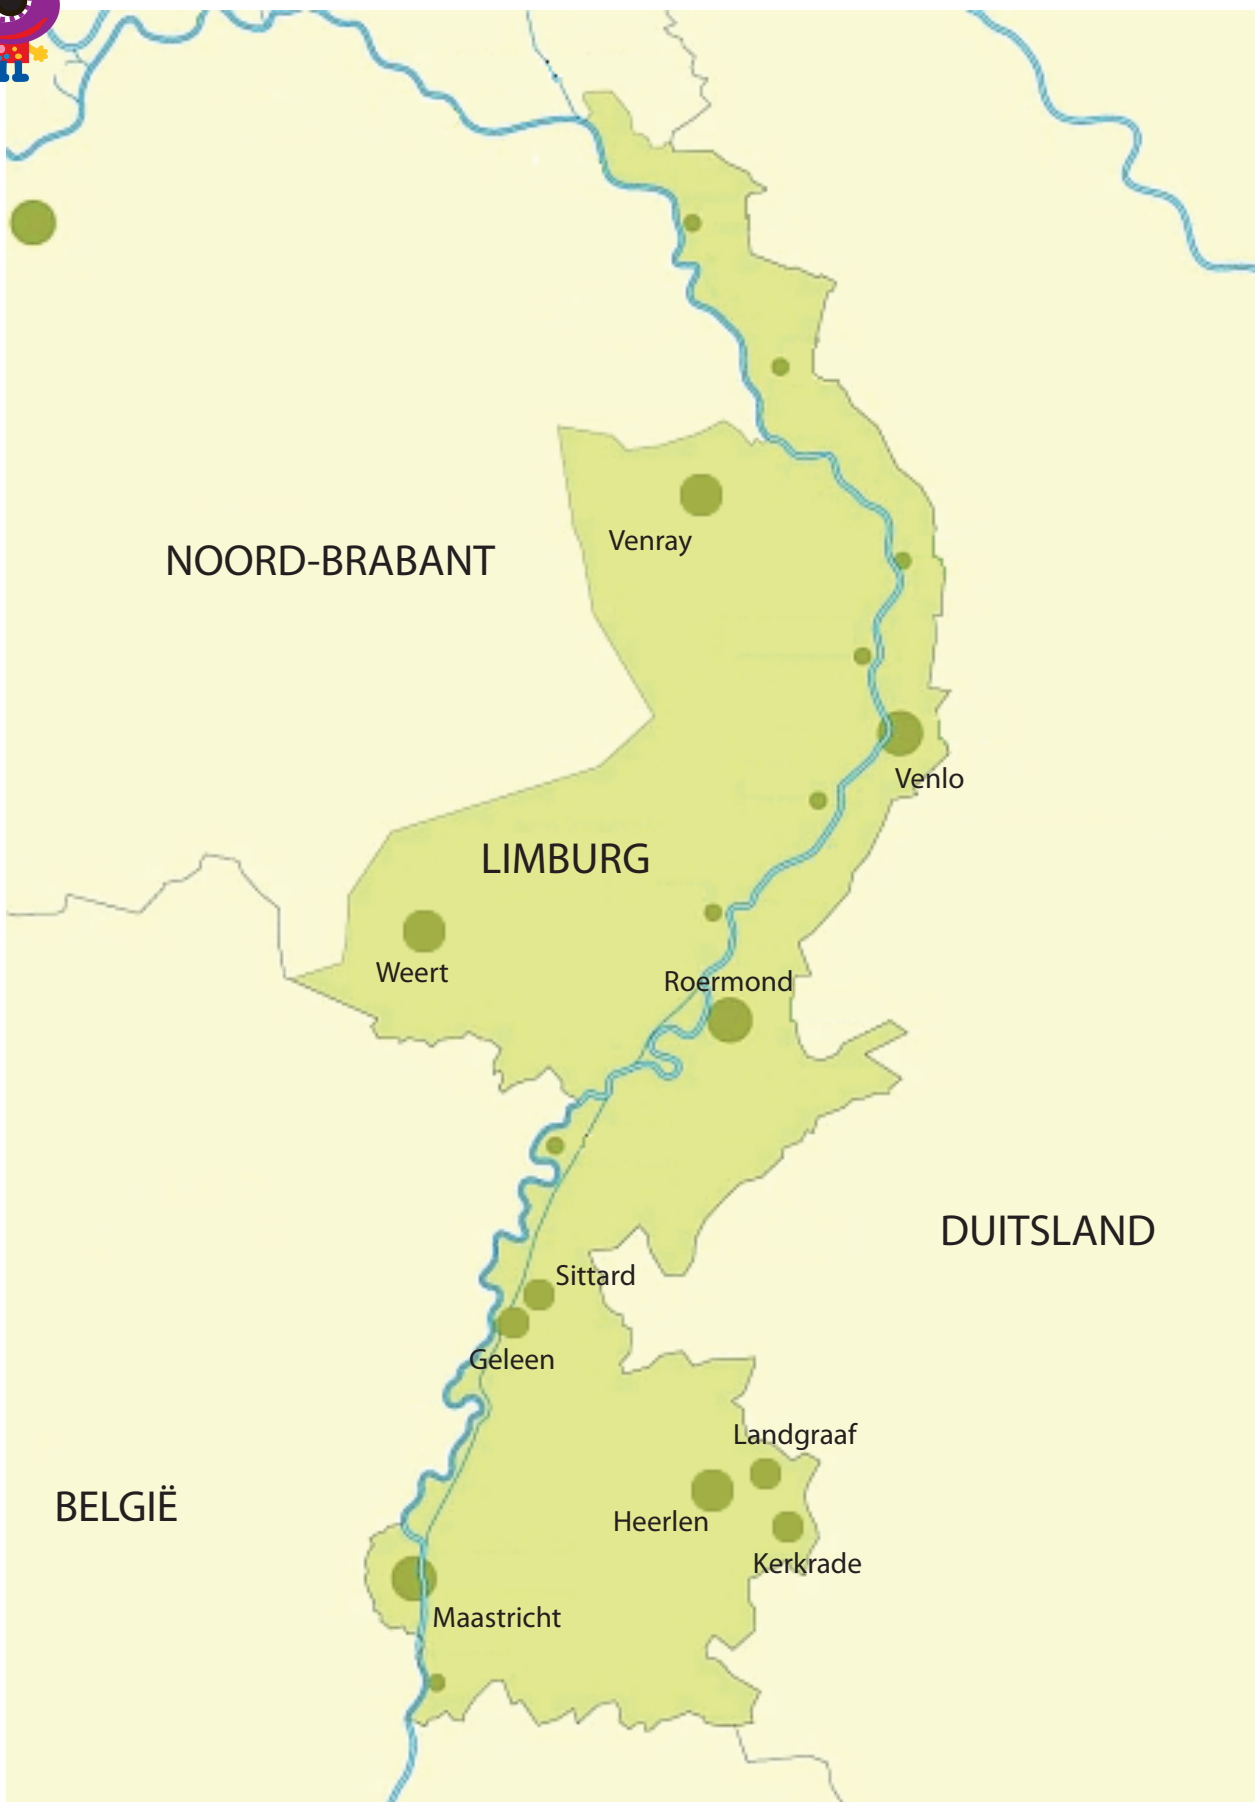 Venray
NOORD-BRABANT
Venlo
LIMBURG
Weert
Roermond
DUITSLAND
Sittard
Geleen
Landgraaf
BELGIË
Heerlen
Kerkrade
Maastricht